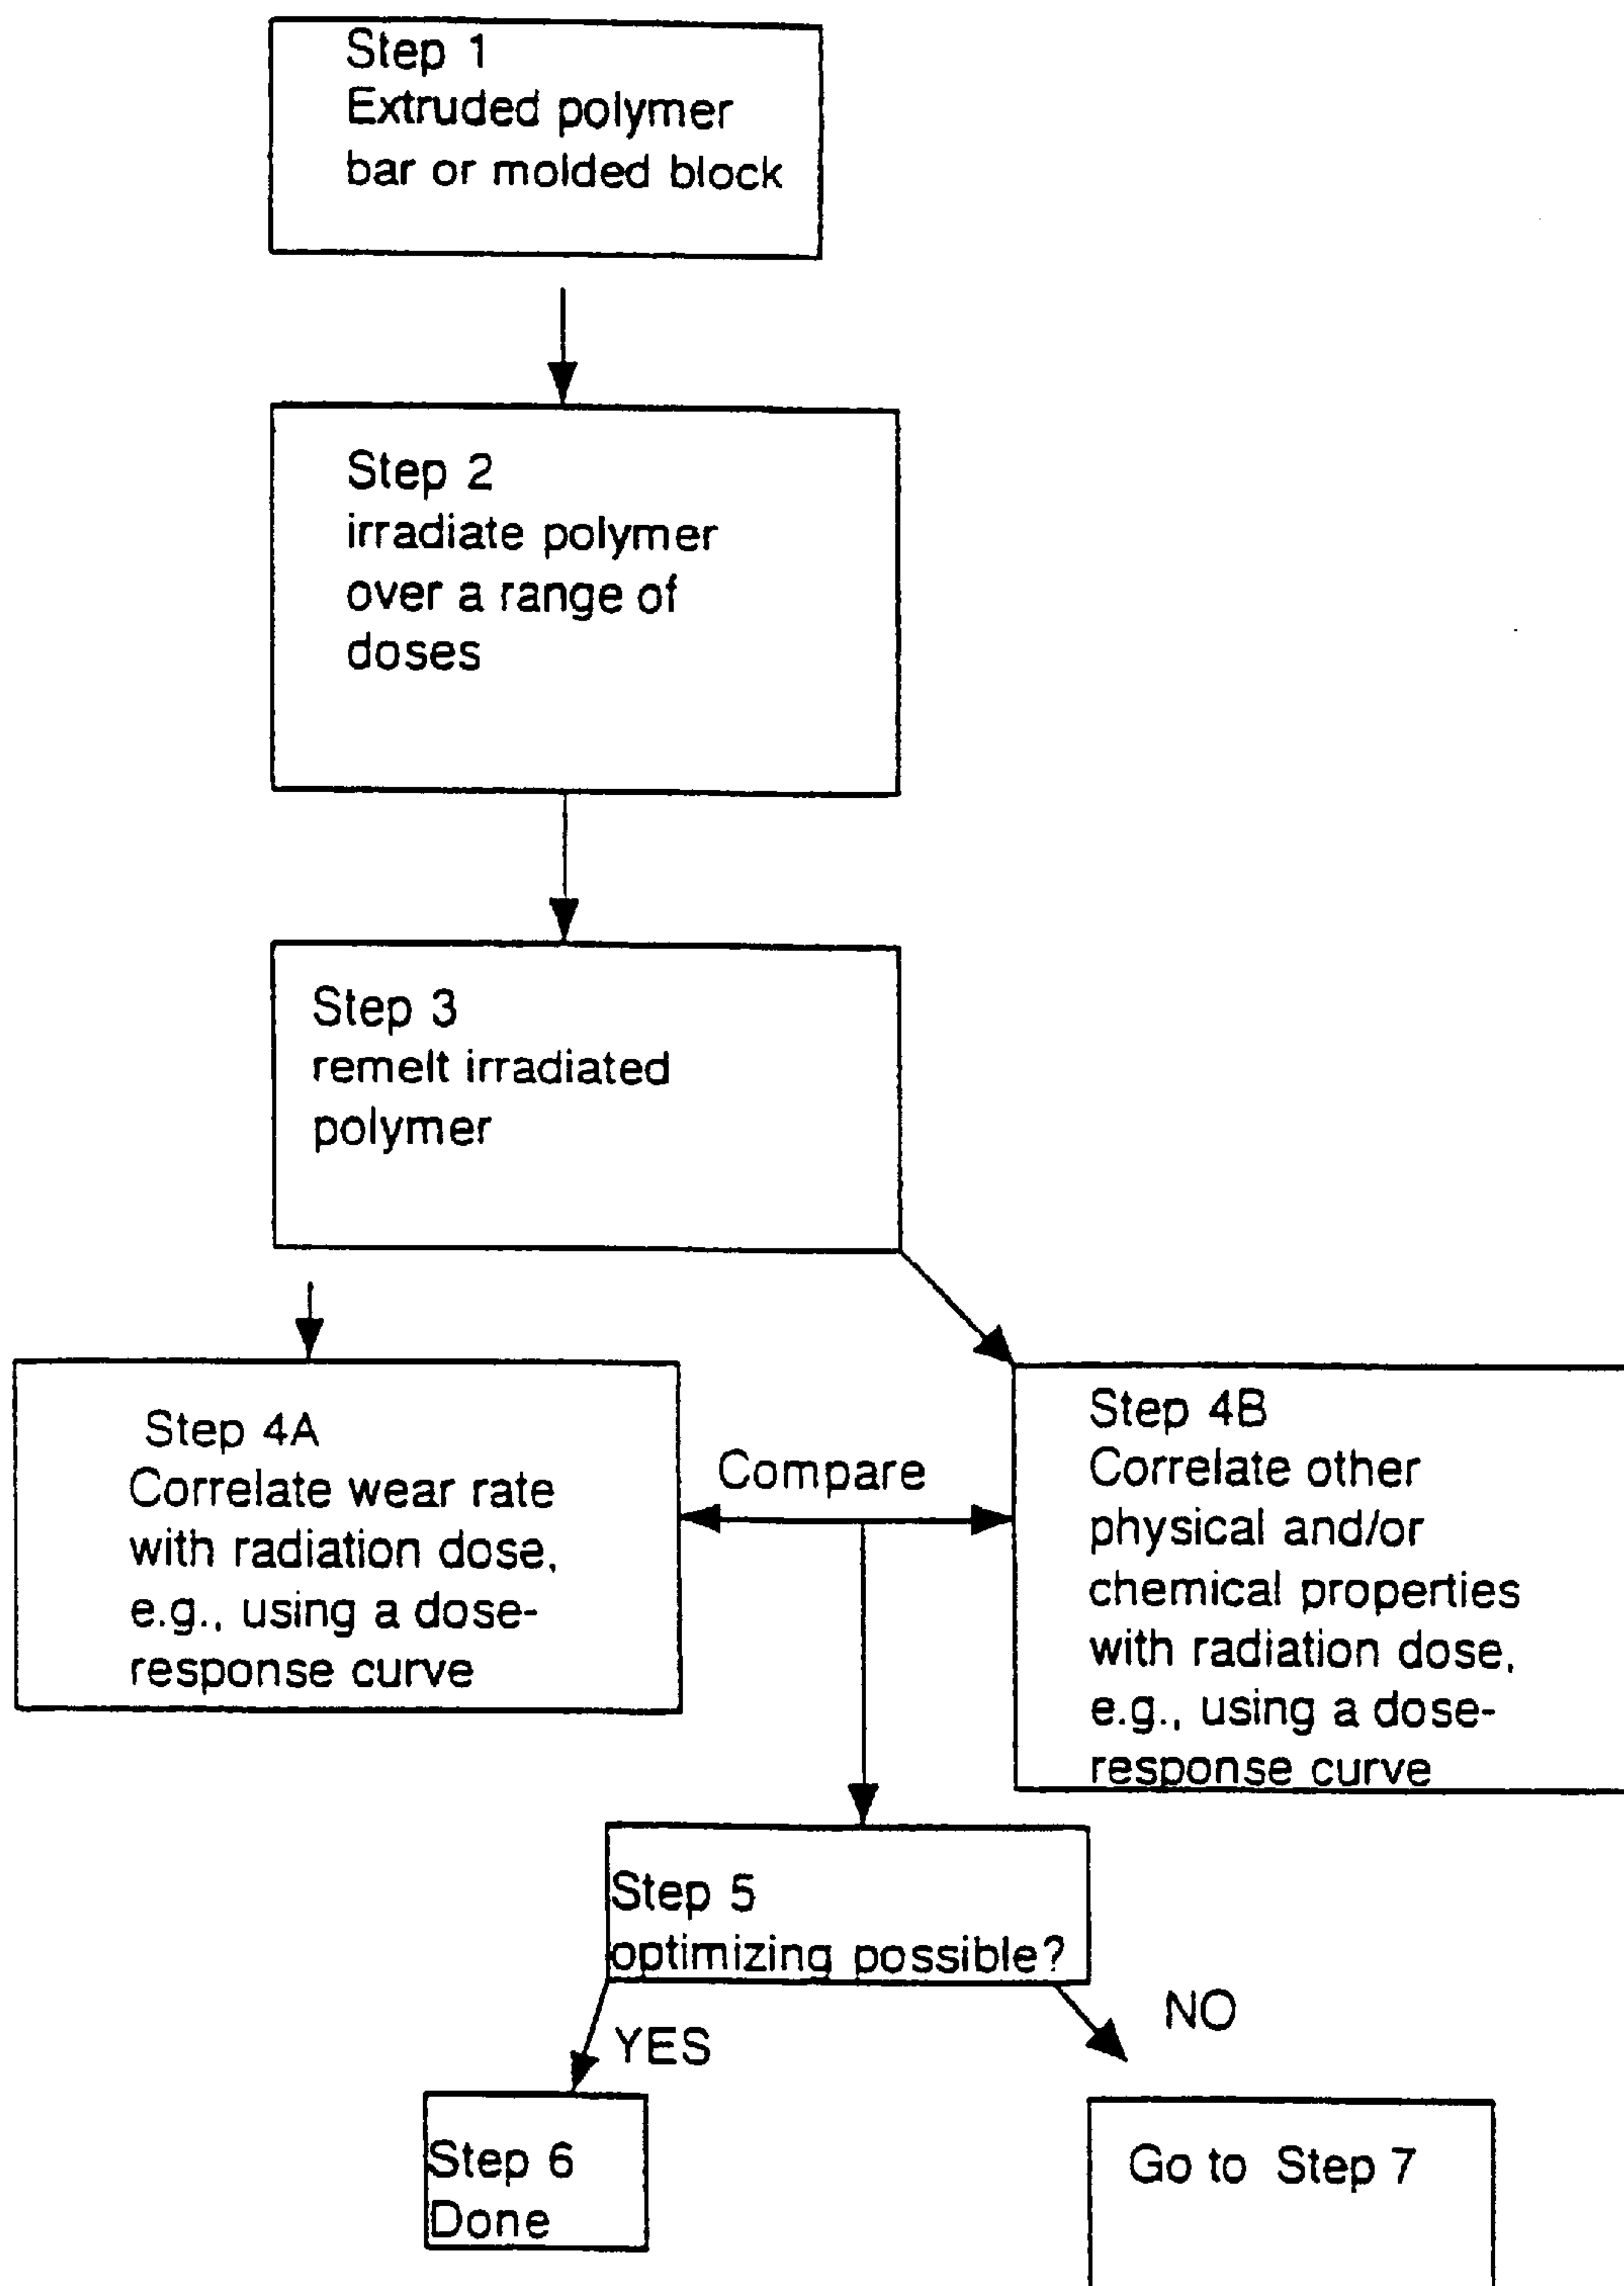 Step 1
Extruded polymer
bar or molded block
Step 2
irradiate polymer
over a range of
doses
Step 3
remelt irradiated
polymer
Step 4A
Correlate wear rate
with radiation dose,
e.g., using a dose-
response curve
Compare
Step 4B
Correlate other
physical and/or
chemical properties
with radiation dose,
e.g., using a dose-
response curve
Step 5
optimizing possible?
YES
NO
Step 6
Done
Go to Step 7